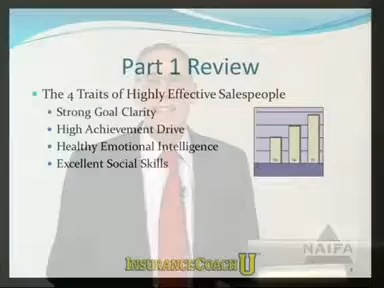 Part 1 Review
The 4 Traits of Highly Effective Salespeople
Strong Goal Clarity
High Achievement Drive
Healthy Emotional Intelligence
Excellent Social Skills
NAIFA
INSURANCECOACH U